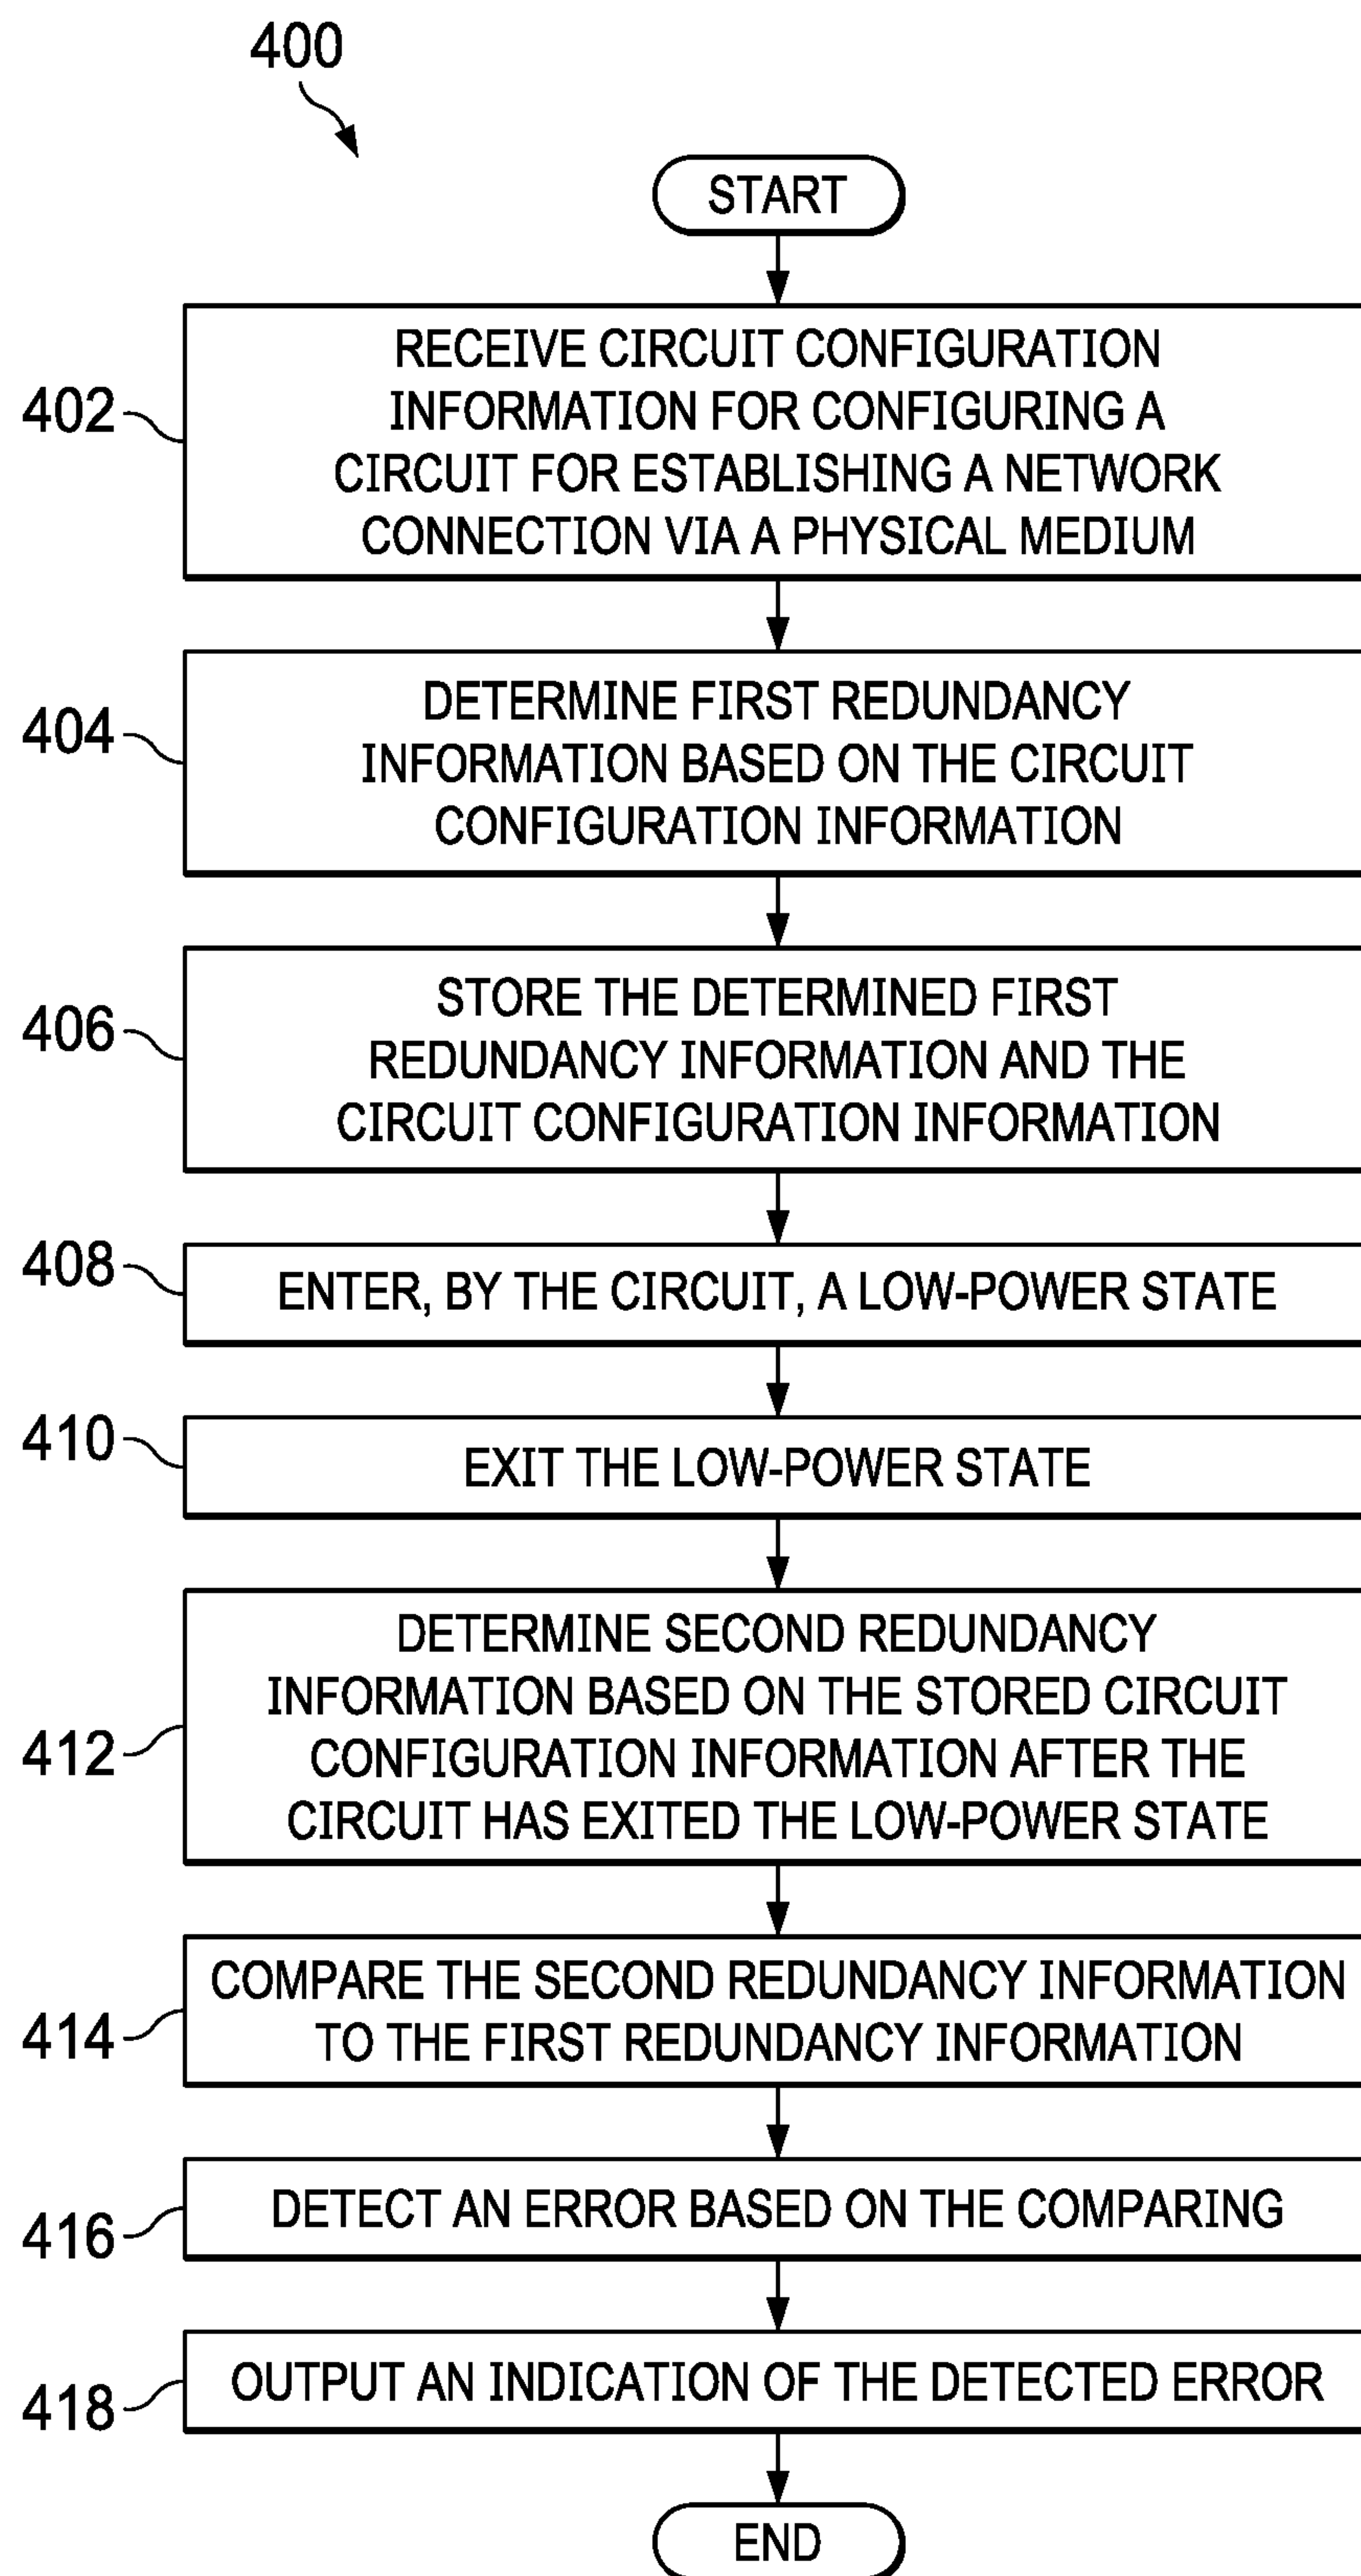 400
START
402
RECEIVE CIRCUIT CONFIGURATION
INFORMATION FOR CONFIGURING A
CIRCUIT FOR ESTABLISHING A NETWORK
CONNECTION VIA A PHYSICAL MEDIUM
404
DETERMINE FIRST REDUNDANCY
INFORMATION BASED ON THE CIRCUIT
CONFIGURATION INFORMATION
406
STORE THE DETERMINED FIRST
REDUNDANCY INFORMATION AND THE
CIRCUIT CONFIGURATION INFORMATION
408
ENTER, BY THE CIRCUIT, A LOW-POWER STATE
410
EXIT THE LOW-POWER STATE
412
DETERMINE SECOND REDUNDANCY
INFORMATION BASED ON THE STORED CIRCUIT
CONFIGURATION INFORMATION AFTER THE
CIRCUIT HAS EXITED THE LOW-POWER STATE
414
COMPARE THE SECOND REDUNDANCY INFORMATION
TO THE FIRST REDUNDANCY INFORMATION
416
DETECT AN ERROR BASED ON THE COMPARING
418
OUTPUT AN INDICATION OF THE DETECTED ERROR
END